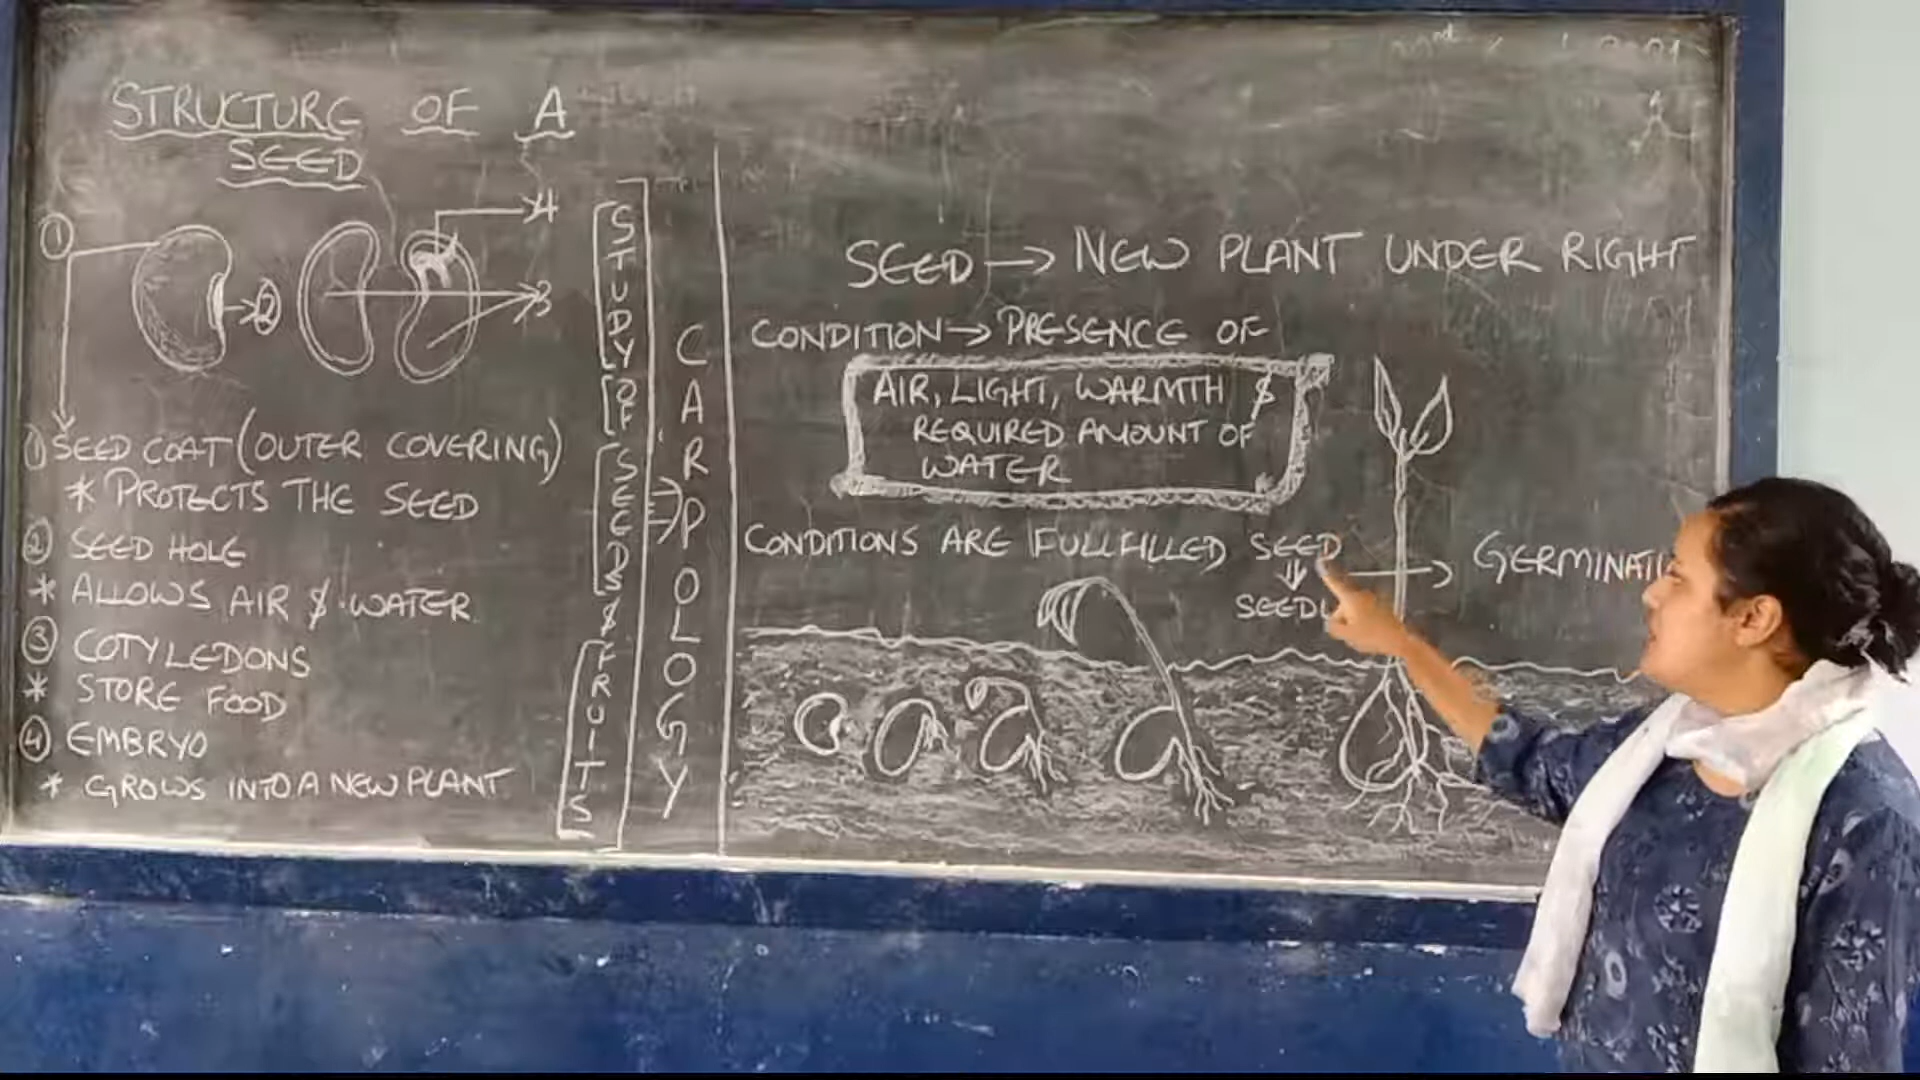 STRUCTURE OF A
SEED
①
4
②
3
①SEED COAT (OUTER COVERING)
* PROTECTS THE SEED
② SEED HOLE
* ALLOWS AIR & WATER
③ COTYLEDONS
* STORE FOOD
④ EMBRYO
* GROWS INTO A NEW PLANT
STUDY OF SEEDS & FRUITS
CARPOLOGY
SEED → NEW PLANT UNDER RIGHT
CONDITION → PRESENCE OF
AIR, LIGHT, WARMTH &
REQUIRED AMOUNT OF
WATER
CONDITIONS ARE FULLFILLED SEED
⇓ → GERMINATI
SEEDL